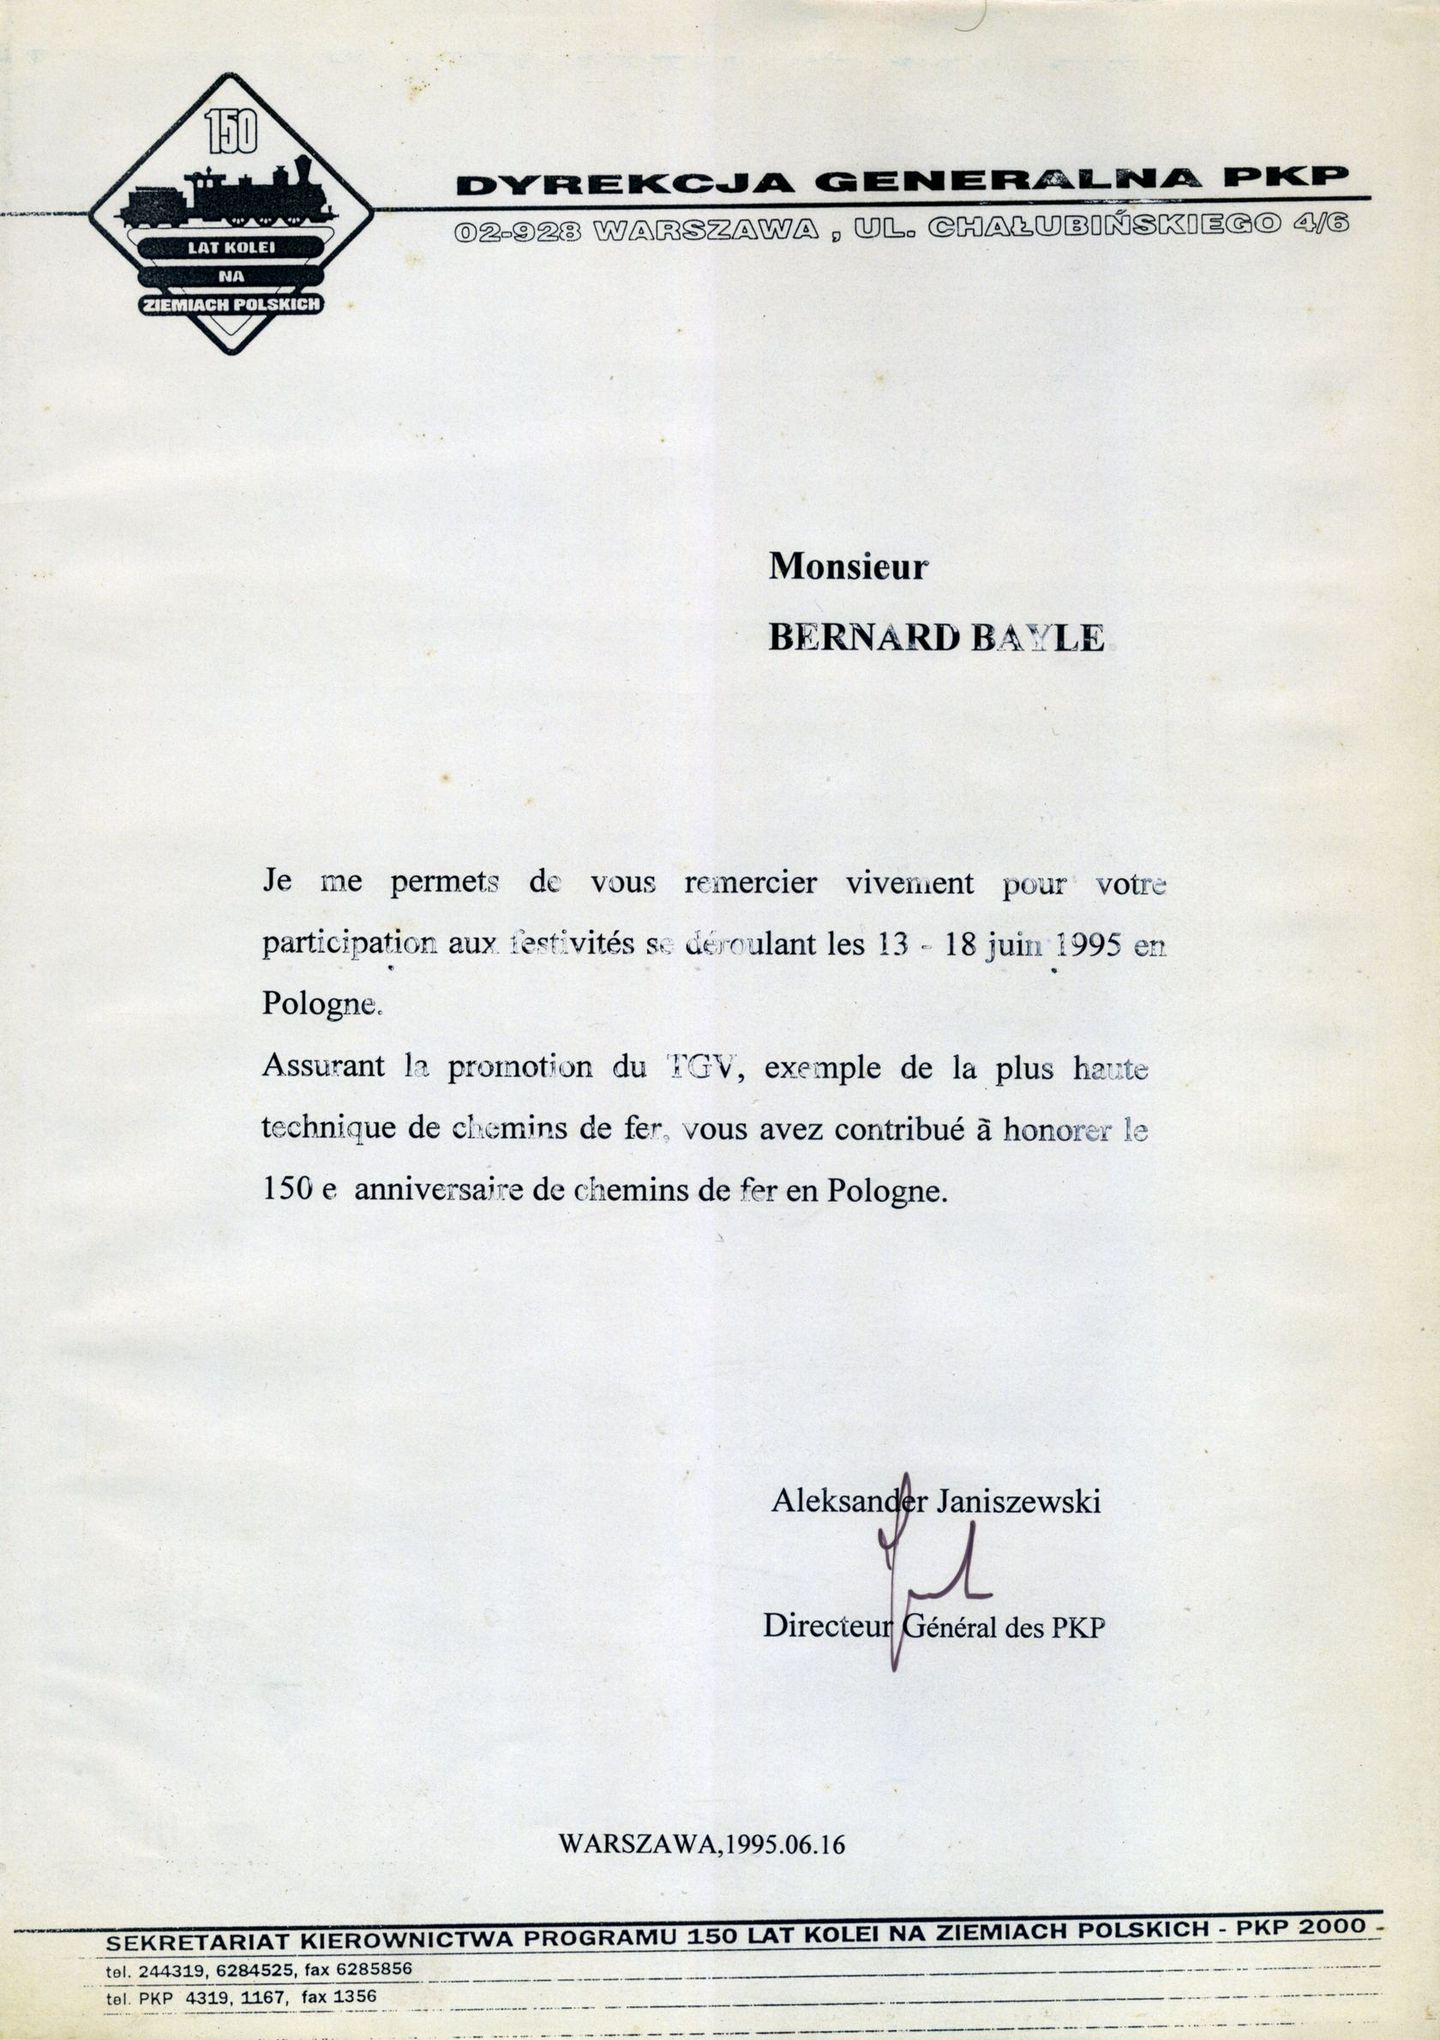 150
LAT KOLEI
NA
ZIEMIACH POLSKICH
DYREKCJA GENERALNA PKP
02-928 WARSZAWA , UL. CHAŁUBIŃSKIEGO 4/6
Monsieur
BERNARD BAYLE
Je me permets de vous remercier vivement pour votre
participation aux festivités se déroulant les 13 - 18 juin 1995 en
Pologne.
Assurant la promotion du TGV, exemple de la plus haute
technique de chemins de fer, vous avez contribué à honorer le
150 e anniversaire de chemins de fer en Pologne.
Aleksander Janiszewski
Directeur Général des PKP
WARSZAWA,1995.06.16
SEKRETARIAT KIEROWNICTWA PROGRAMU 150 LAT KOLEI NA ZIEMIACH POLSKICH - PKP 2000 -
tel. 244319, 6284525, fax 6285856
tel. PKP 4319, 1167, fax 1356